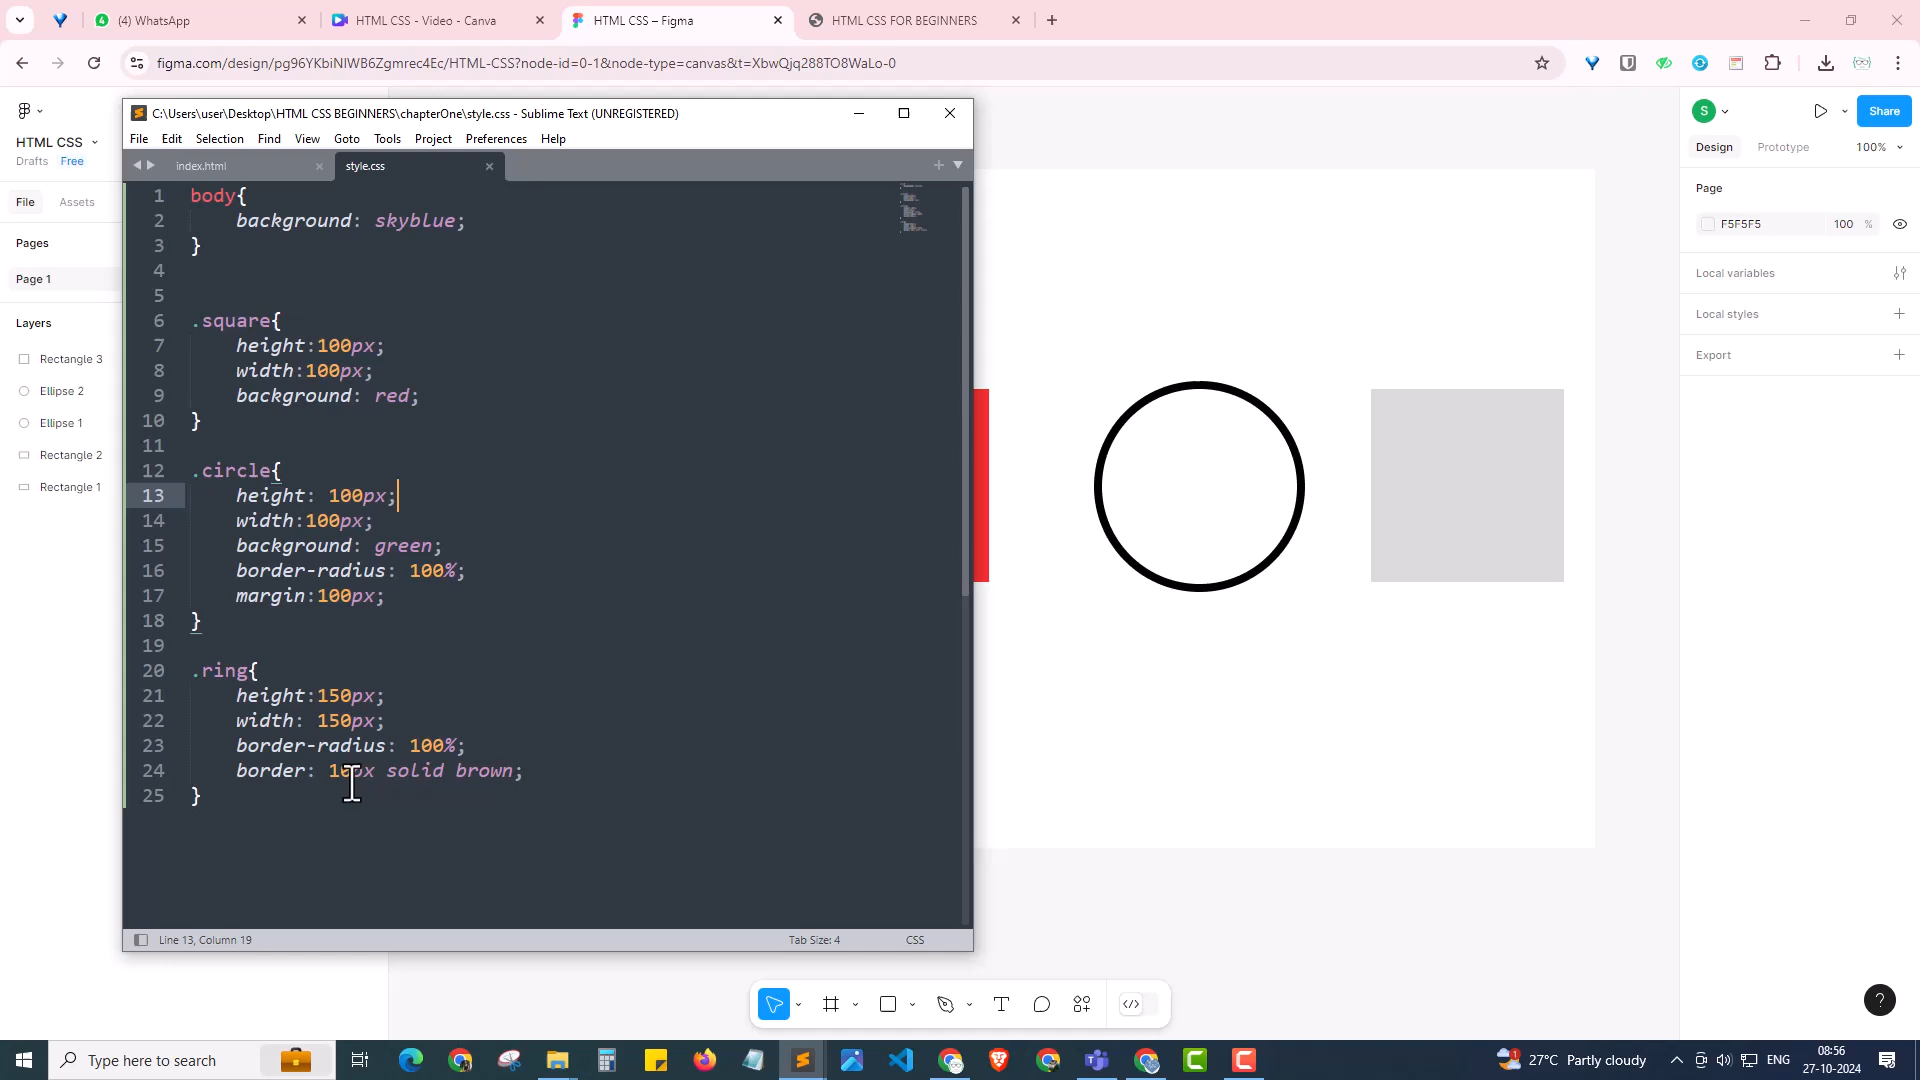 (4) WhatsApp
HTML CSS - Video - Canva
HTML CSS – Figma
HTML CSS FOR BEGINNERS
figma.com/design/pg96YKbiNIWB6Zgmrec4Ec/HTML-CSS?node-id=0-1&node-type=canvas&t=XbwQjq288TO8WaLo-0
HTML CSS
Drafts Free
File Assets
Pages
Page 1
Layers
Rectangle 3
Ellipse 2
Ellipse 1
Rectangle 2
Rectangle 1
C:\Users\user\Desktop\HTML CSS BEGINNERS\chapterOne\style.css - Sublime Text (UNREGISTERED)
File Edit Selection Find View Goto Tools Project Preferences Help
index.html
style.css
1 body{
2 background: skyblue;
3 }
4
5
6 .square{
7 height:100px;
8 width:100px;
9 background: red;
10 }
11
12 .circle{
13 height: 100px;
14 width:100px;
15 background: green;
16 border-radius: 100%;
17 margin:100px;
18 }
19
20 .ring{
21 height:150px;
22 width: 150px;
23 border-radius: 100%;
24 border: 10px solid brown;
25 }
Line 13, Column 19
Tab Size: 4
CSS
S
Share
Design Prototype 100%
Page
F5F5F5 100 %
Local variables
Local styles
Export
?
Type here to search
27°C Partly cloudy
ENG
08:56
27-10-2024